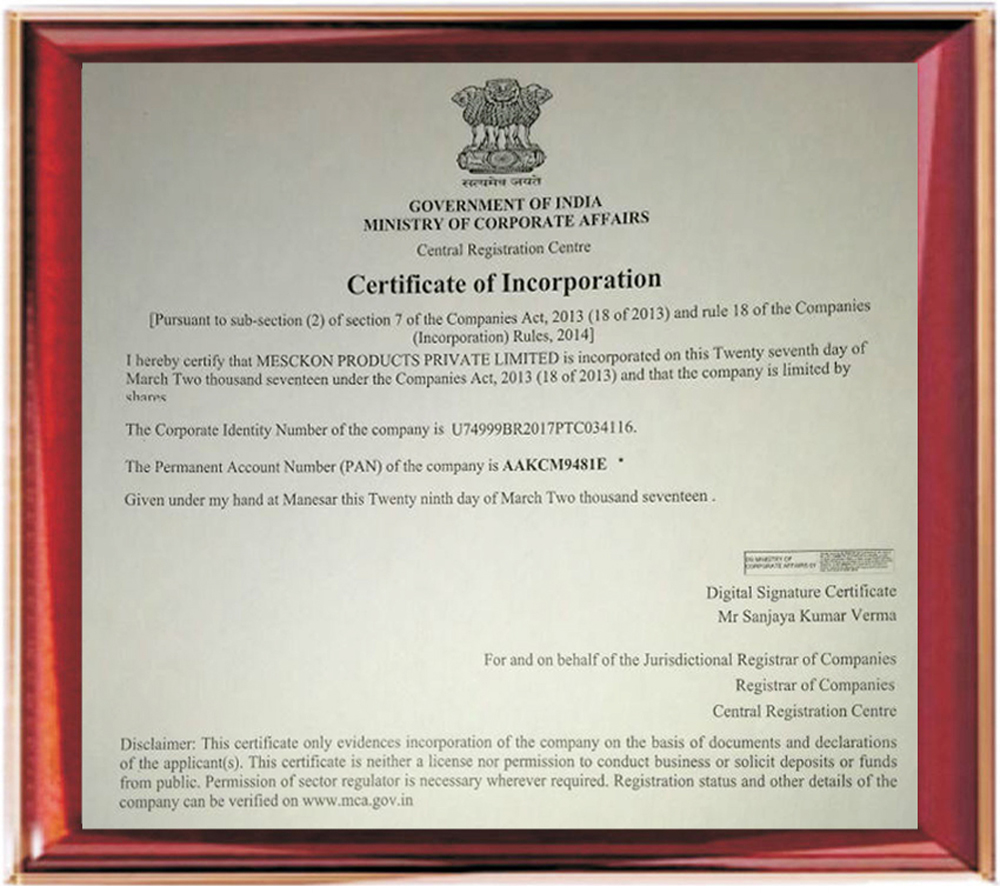 सत्यमेव जयते
GOVERNMENT OF INDIA
MINISTRY OF CORPORATE AFFAIRS
Central Registration Centre
Certificate of Incorporation
[Pursuant to sub-section (2) of section 7 of the Companies Act, 2013 (18 of 2013) and rule 18 of the Companies
(Incorporation) Rules, 2014]
I hereby certify that MESCKON PRODUCTS PRIVATE LIMITED is incorporated on this Twenty seventh day of
March Two thousand seventeen under the Companies Act, 2013 (18 of 2013) and that the company is limited by
shares
The Corporate Identity Number of the company is U74999BR2017PTC034116.
The Permanent Account Number (PAN) of the company is AAKCM9481E *
Given under my hand at Manesar this Twenty ninth day of March Two thousand seventeen .
DS MINISTRY OF
CORPORATE AFFAIRS 07
Digital Signature Certificate
Mr Sanjaya Kumar Verma
For and on behalf of the Jurisdictional Registrar of Companies
Registrar of Companies
Central Registration Centre
Disclaimer: This certificate only evidences incorporation of the company on the basis of documents and declarations
of the applicant(s). This certificate is neither a license nor permission to conduct business or solicit deposits or funds
from public. Permission of sector regulator is necessary wherever required. Registration status and other details of the
company can be verified on www.mca.gov.in